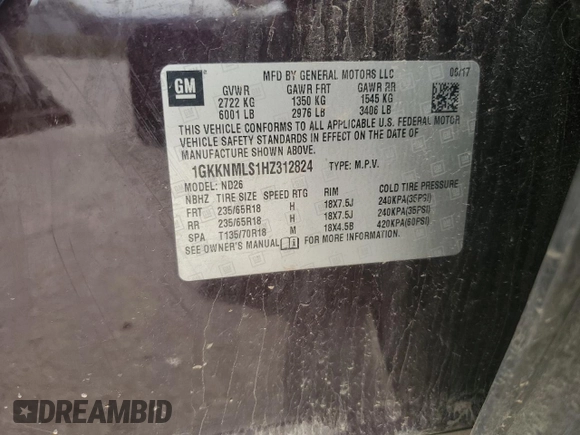 GM
MFD BY GENERAL MOTORS LLC
05/17
GVWR GAWR FRT GAWR RR
2722 KG 1350 KG 1545 KG
6001 LB 2976 LB 3406 LB
THIS VEHICLE CONFORMS TO ALL APPLICABLE U.S. FEDERAL MOTOR
VEHICLE SAFETY STANDARDS IN EFFECT ON THE DATE OF
MANUFACTURE SHOWN ABOVE.
1GKKNMLS1HZ312824 TYPE: M.P.V.
MODEL: ND26
NBHZ TIRE SIZE SPEED RTG RIM COLD TIRE PRESSURE
FRT 235/65R18 H 18X7.5J 240KPA(35PSI)
RR 235/65R18 H 18X7.5J 240KPA(35PSI)
SPA T135/70R18 M 18X4.5B 420KPA(60PSI)
SEE OWNER'S MANUAL FOR MORE INFORMATION.
DREAMBID